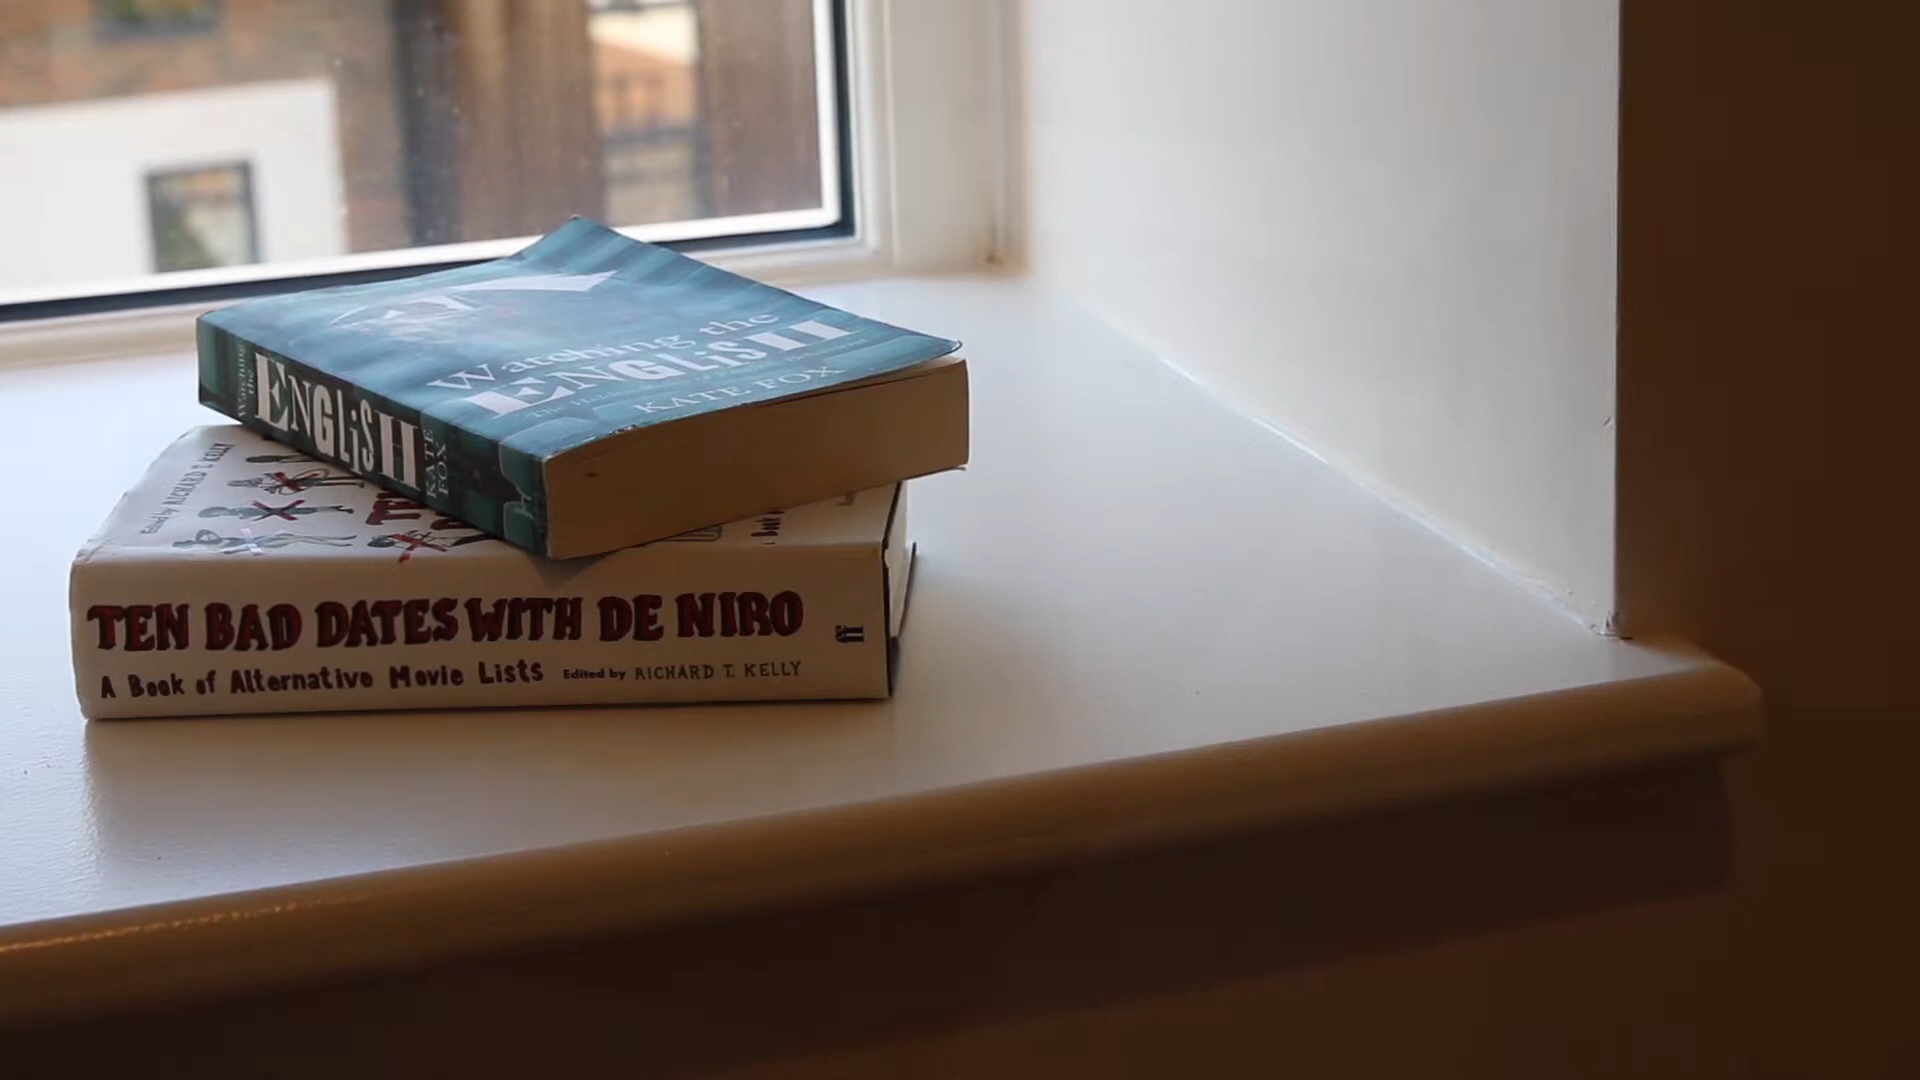 Watching the
ENGLiSH
KATE FOX
Watching the
ENGLiSH
KATE FOX
Edited by RICHARD T. KELLY
TEN BAD DATES WITH DE NIRO
A Book of Alternative Movie Lists Edited by RICHARD T. KELLY
ff